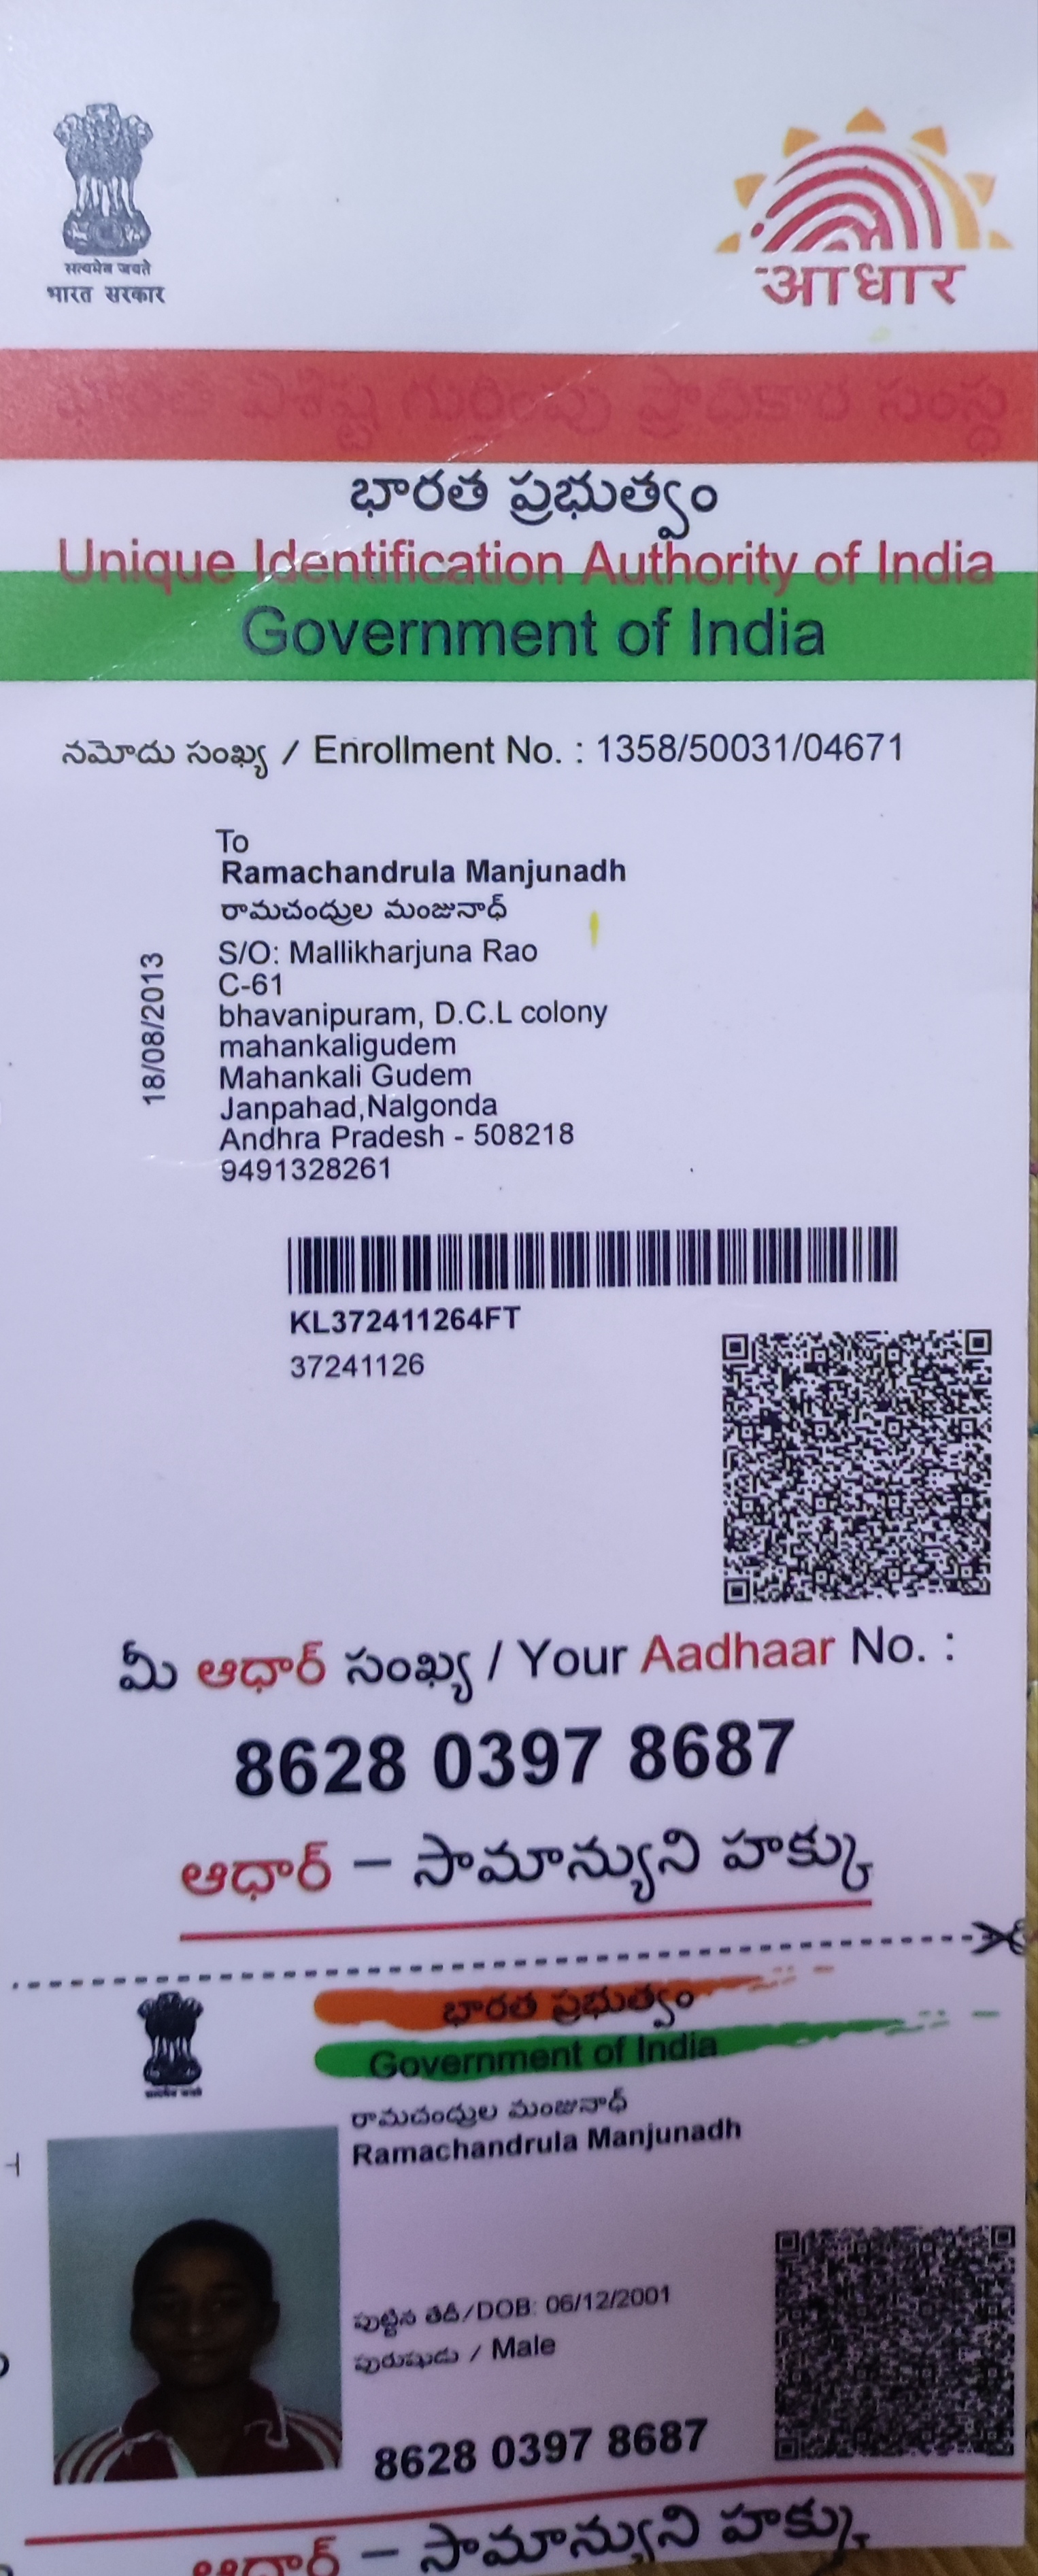 सत्यमेव जयते
भारत सरकार
आधार
భారత విశిష్ట గుర్తింపు ప్రాధికార సంస్థ
భారత ప్రభుత్వం
Unique Identification Authority of India
Government of India
నమోదు సంఖ్య / Enrollment No. : 1358/50031/04671
To
Ramachandrula Manjunadh
రామచంద్రుల మంజునాధ్
S/O: Mallikharjuna Rao
C-61
bhavanipuram, D.C.L colony
mahankaligudem
Mahankali Gudem
Janpahad,Nalgonda
Andhra Pradesh - 508218
9491328261
18/08/2013
KL372411264FT
37241126
మీ ఆధార్ సంఖ్య / Your Aadhaar No. :
8628 0397 8687
ఆధార్ – సామాన్యుని హక్కు
భారత ప్రభుత్వం
Government of India
రామచంద్రుల మంజునాధ్
Ramachandrula Manjunadh
పుట్టిన తేదీ/DOB: 06/12/2001
పురుషుడు / Male
8628 0397 8687
ఆధార్ – సామాన్యుని హక్కు